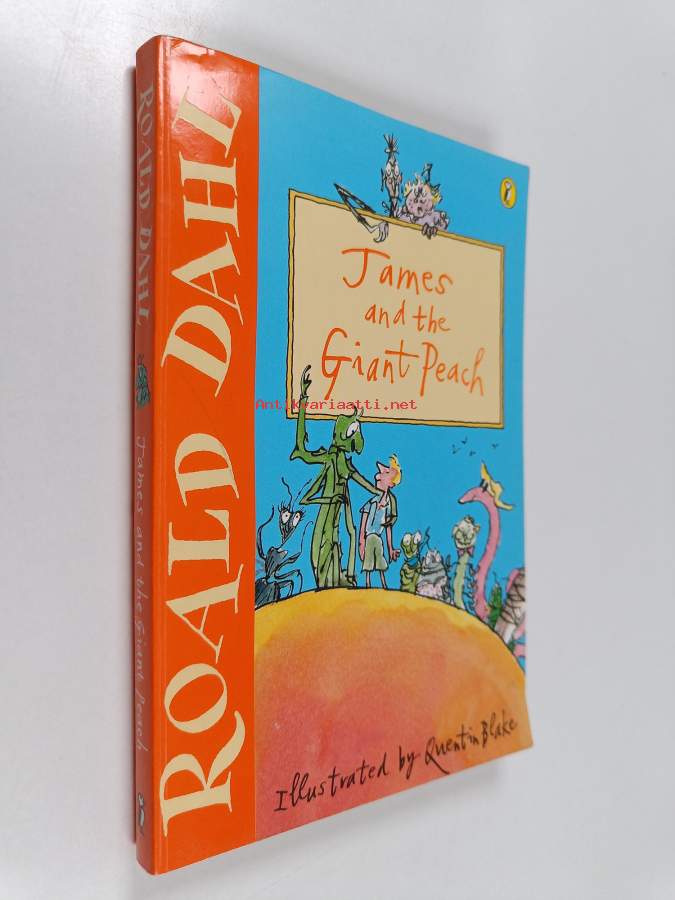 ROALD DAHL
James and the Giant Peach
ROALD DAHL
James
and the
Giant Peach
Antikvariaatti.net
Illustrated by Quentin Blake